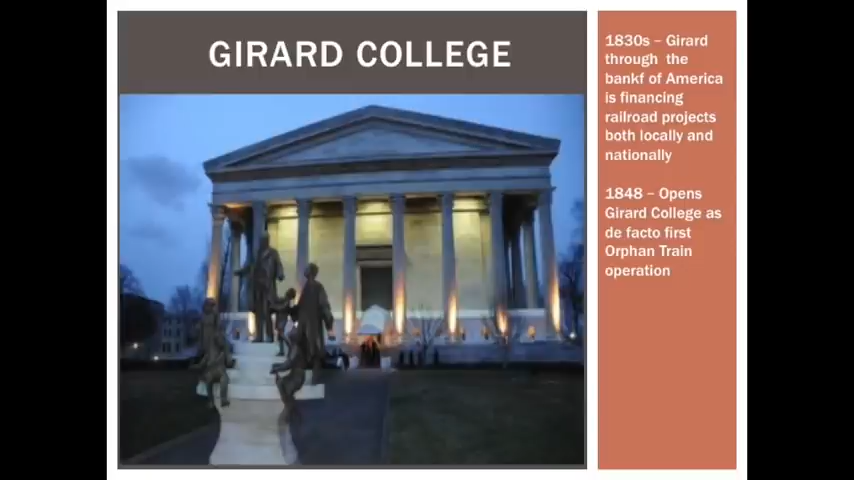 GIRARD COLLEGE
1830s – Girard
through the
bankf of America
is financing
railroad projects
both locally and
nationally
1848 – Opens
Girard College as
de facto first
Orphan Train
operation